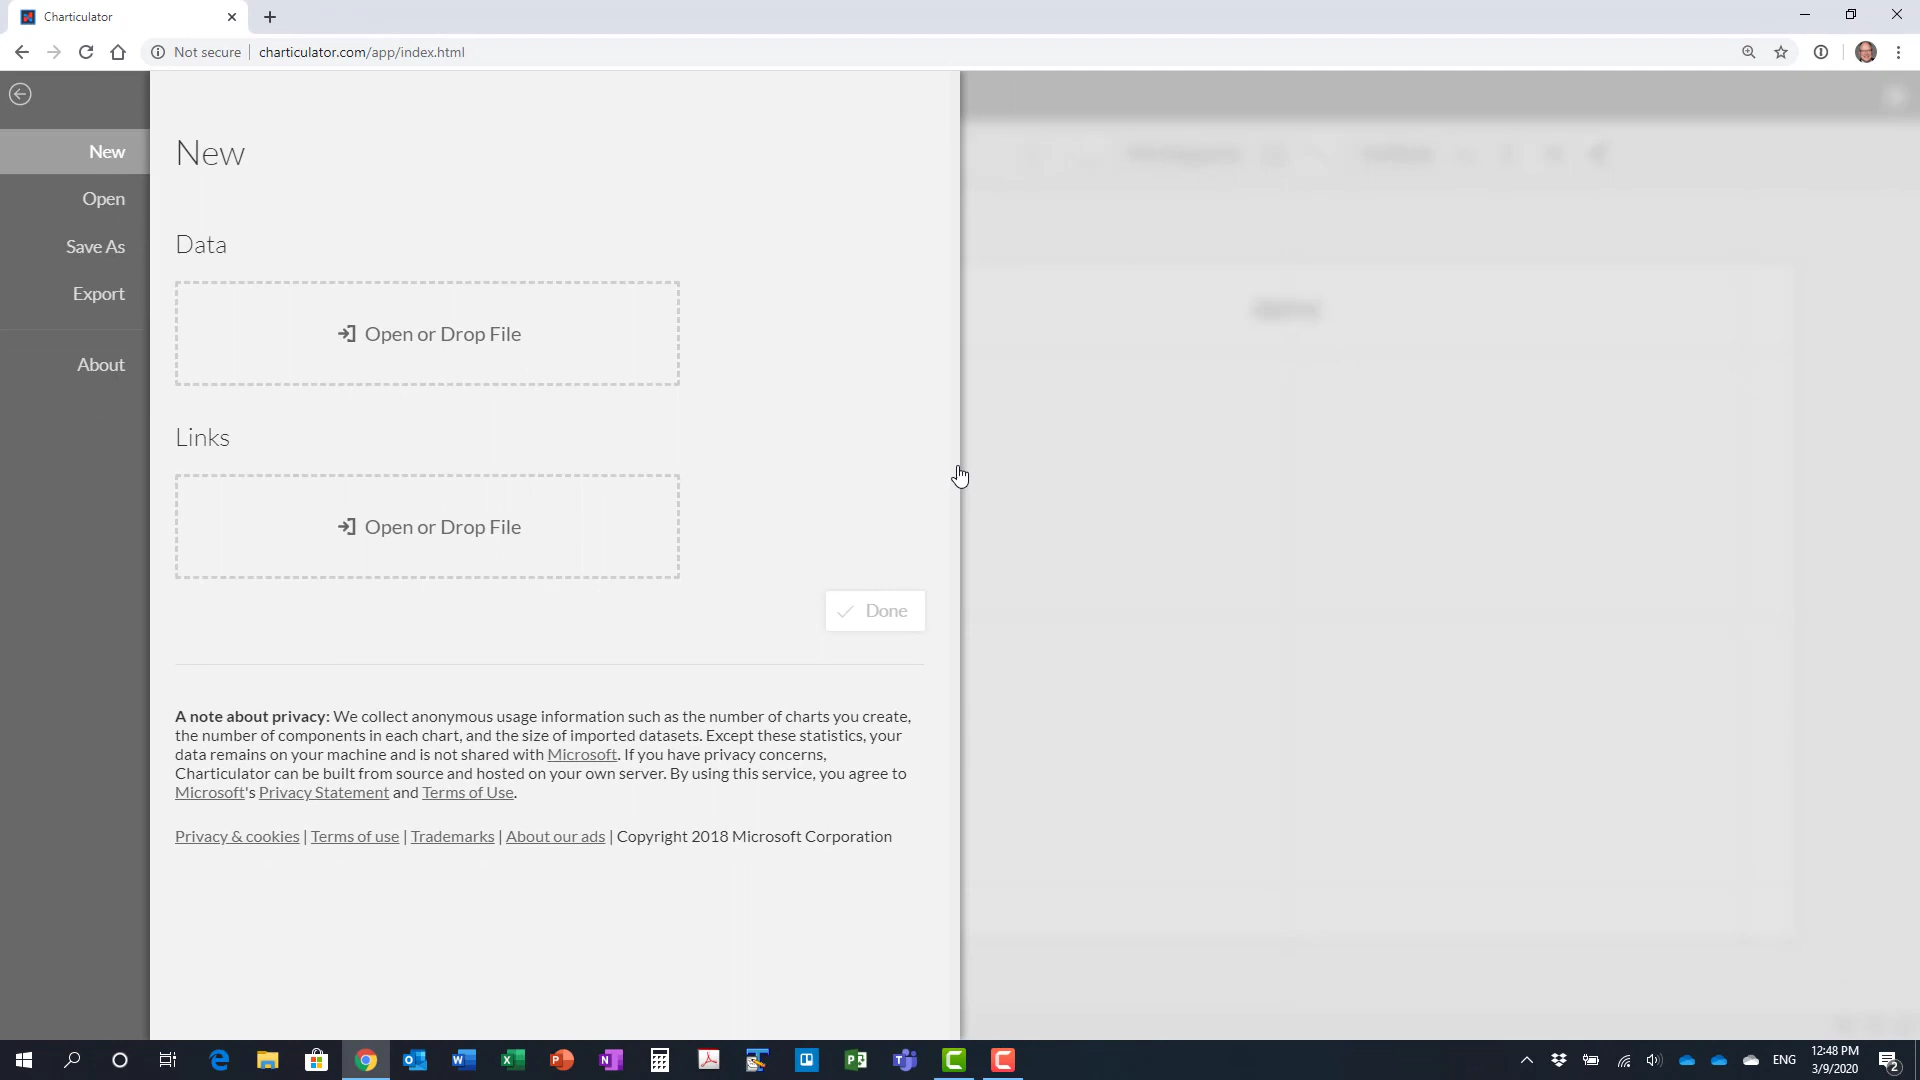 Charticulator
Not secure
charticulator.com/app/index.html
New
Open
Save As
Export
About
New
Data
Open or Drop File
Links
Open or Drop File
Done
A note about privacy: We collect anonymous usage information such as the number of charts you create,
the number of components in each chart, and the size of imported datasets. Except these statistics, your
data remains on your machine and is not shared with Microsoft. If you have privacy concerns,
Charticulator can be built from source and hosted on your own server. By using this service, you agree to
Microsoft's Privacy Statement and Terms of Use.
Privacy & cookies | Terms of use | Trademarks | About our ads | Copyright 2018 Microsoft Corporation
ENG
12:48 PM
3/9/2020
2